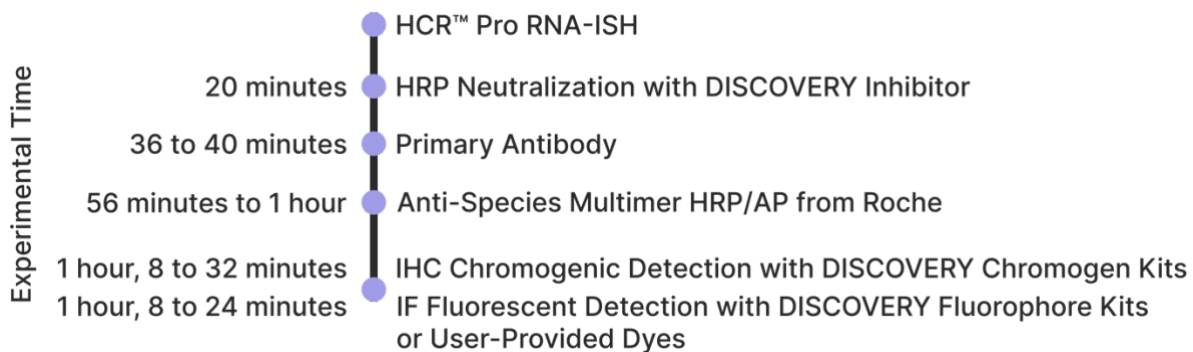 Experimental Time
HCR™ Pro RNA-ISH
20 minutes HRP Neutralization with DISCOVERY Inhibitor
36 to 40 minutes Primary Antibody
56 minutes to 1 hour Anti-Species Multimer HRP/AP from Roche
1 hour, 8 to 32 minutes IHC Chromogenic Detection with DISCOVERY Chromogen Kits
1 hour, 8 to 24 minutes IF Fluorescent Detection with DISCOVERY Fluorophore Kits
or User-Provided Dyes